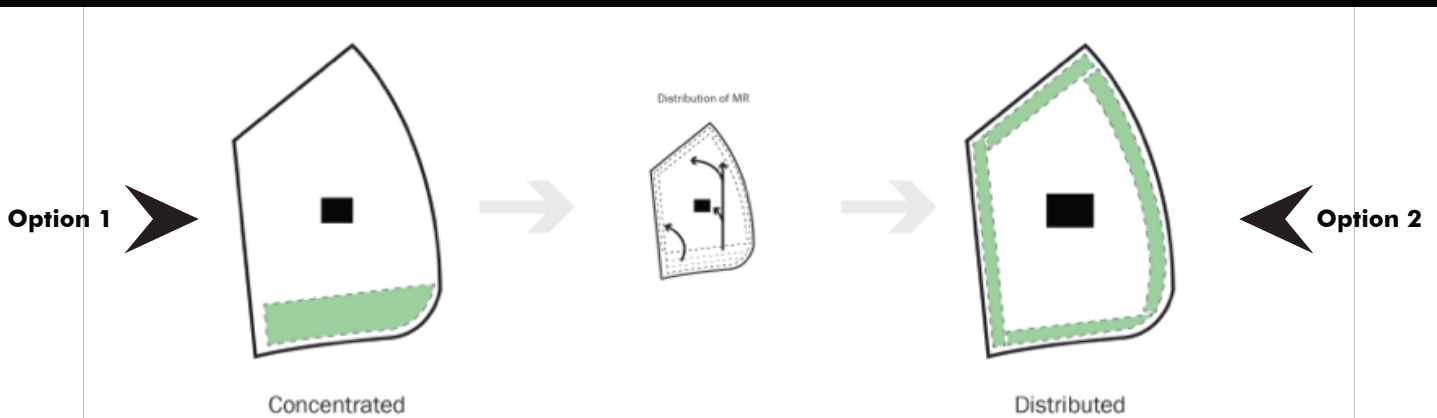 Distribution of MR
Option 1
Option 2
Concentrated
Distributed